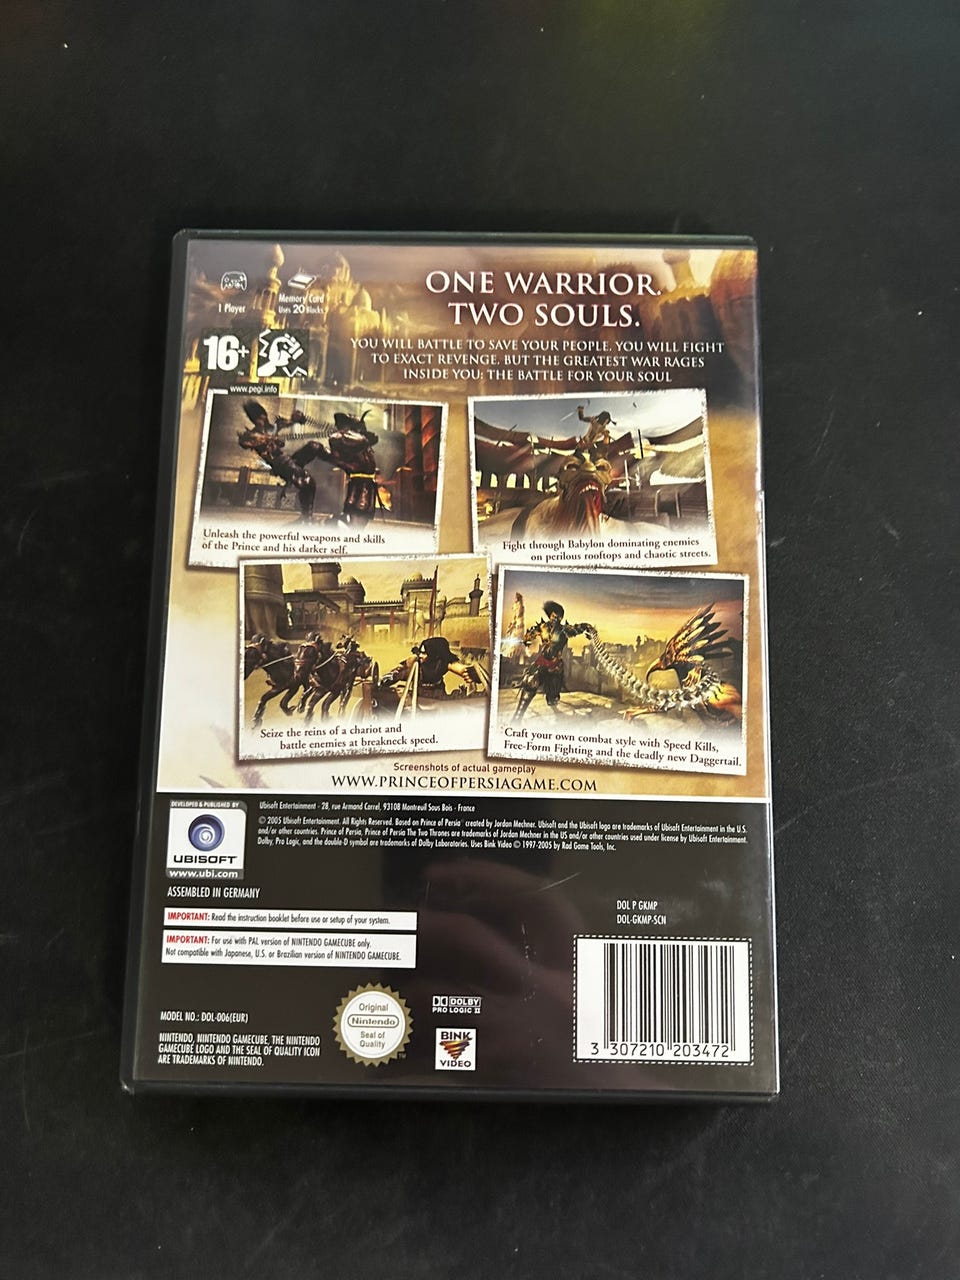 ONE WARRIOR.
TWO SOULS.
1 Player
Memory Card
Uses 20 Blocks
16+
www.pegi.info
YOU WILL BATTLE TO SAVE YOUR PEOPLE. YOU WILL FIGHT
TO EXACT REVENGE. BUT THE GREATEST WAR RAGES
INSIDE YOU: THE BATTLE FOR YOUR SOUL
Unleash the powerful weapons and skills
of the Prince and his darker self.
Fight through Babylon dominating enemies
on perilous rooftops and chaotic streets.
Seize the reins of a chariot and
battle enemies at breakneck speed.
Craft your own combat style with Speed Kills,
Free-Form Fighting and the deadly new Daggertail.
Screenshots of actual gameplay
WWW.PRINCEOFPERSIAGAME.COM
DEVELOPED & PUBLISHED BY
UBISOFT
www.ubi.com
Ubisoft Entertainment - 28, rue Armand Carrel, 93108 Montreuil Sous Bois - France
© 2005 Ubisoft Entertainment. All Rights Reserved. Based on Prince of Persia® created by Jordan Mechner. Ubisoft and the Ubisoft logo are trademarks of Ubisoft Entertainment in the U.S.
and/or other countries. Prince of Persia, Prince of Persia The Two Thrones are trademarks of Jordan Mechner in the US and/or other countries used under license by Ubisoft Entertainment.
Dolby, Pro Logic, and the double-D symbol are trademarks of Dolby Laboratories. Uses Bink Video © 1997-2005 by Rad Game Tools, Inc.
ASSEMBLED IN GERMANY
IMPORTANT: Read the instruction booklet before use or setup of your system.
IMPORTANT: For use with PAL version of NINTENDO GAMECUBE only.
Not compatible with Japanese, U.S. or Brazilian version of NINTENDO GAMECUBE.
DOL P GKMP
DOL-GKMP-SCN
MODEL NO.: DOL-006(EUR)
NINTENDO, NINTENDO GAMECUBE, THE NINTENDO
GAMECUBE LOGO AND THE SEAL OF QUALITY ICON
ARE TRADEMARKS OF NINTENDO.
Original
Nintendo
Seal of
Quality
DOLBY
PRO LOGIC II
BINK
VIDEO
3 307210 203472